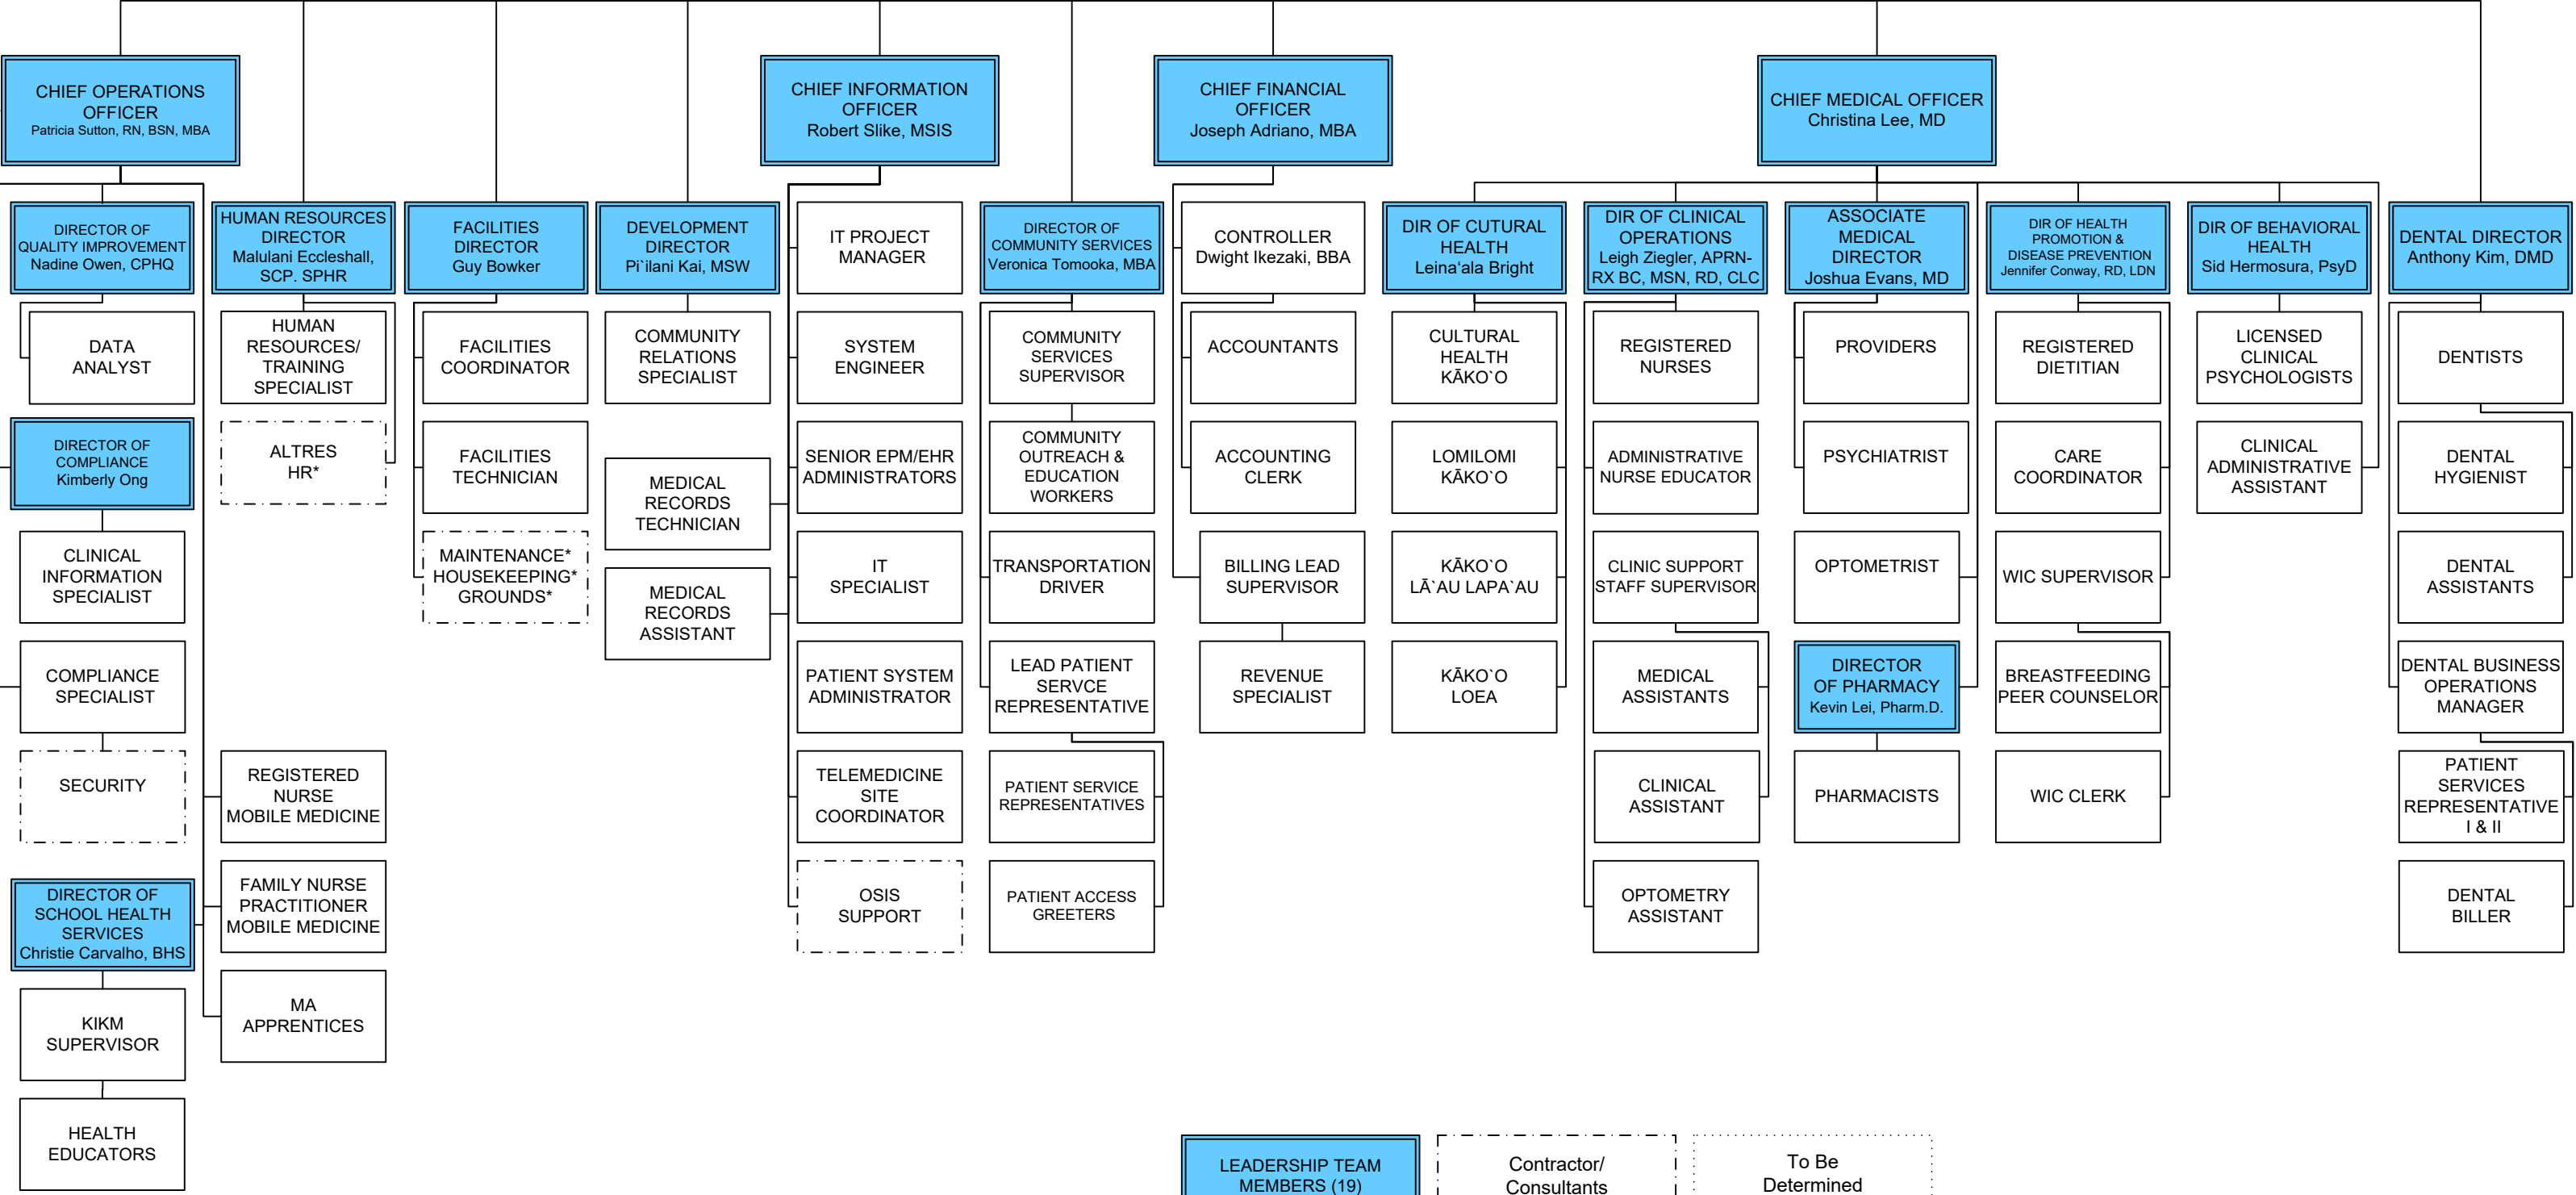 CHIEF OPERATIONS
OFFICER
Patricia Sutton, RN, BSN, MBA
CHIEF INFORMATION
OFFICER
Robert Slike, MSIS
CHIEF FINANCIAL
OFFICER
Joseph Adriano, MBA
CHIEF MEDICAL OFFICER
Christina Lee, MD
DIRECTOR OF
QUALITY IMPROVEMENT
Nadine Owen, CPHQ
HUMAN RESOURCES
DIRECTOR
Malulani Eccleshall,
SCP. SPHR
FACILITIES
DIRECTOR
Guy Bowker
DEVELOPMENT
DIRECTOR
Pi`ilani Kai, MSW
IT PROJECT
MANAGER
DIRECTOR OF
COMMUNITY SERVICES
Veronica Tomooka, MBA
CONTROLLER
Dwight Ikezaki, BBA
DIR OF CUTURAL
HEALTH
Leina‘ala Bright
DIR OF CLINICAL
OPERATIONS
Leigh Ziegler, APRN-
RX BC, MSN, RD, CLC
ASSOCIATE
MEDICAL
DIRECTOR
Joshua Evans, MD
DIR OF HEALTH
PROMOTION &
DISEASE PREVENTION
Jennifer Conway, RD, LDN
DIR OF BEHAVIORAL
HEALTH
Sid Hermosura, PsyD
DENTAL DIRECTOR
Anthony Kim, DMD
DATA
ANALYST
HUMAN
RESOURCES/
TRAINING
SPECIALIST
FACILITIES
COORDINATOR
COMMUNITY
RELATIONS
SPECIALIST
SYSTEM
ENGINEER
COMMUNITY
SERVICES
SUPERVISOR
ACCOUNTANTS
CULTURAL
HEALTH
KĀKO`O
REGISTERED
NURSES
PROVIDERS
REGISTERED
DIETITIAN
LICENSED
CLINICAL
PSYCHOLOGISTS
DENTISTS
DIRECTOR OF
COMPLIANCE
Kimberly Ong
ALTRES
HR*
FACILITIES
TECHNICIAN
MEDICAL
RECORDS
TECHNICIAN
SENIOR EPM/EHR
ADMINISTRATORS
COMMUNITY
OUTREACH &
EDUCATION
WORKERS
ACCOUNTING
CLERK
LOMILOMI
KĀKO`O
ADMINISTRATIVE
NURSE EDUCATOR
PSYCHIATRIST
CARE
COORDINATOR
CLINICAL
ADMINISTRATIVE
ASSISTANT
DENTAL
HYGIENIST
CLINICAL
INFORMATION
SPECIALIST
MAINTENANCE*
HOUSEKEEPING*
GROUNDS*
MEDICAL
RECORDS
ASSISTANT
IT
SPECIALIST
TRANSPORTATION
DRIVER
BILLING LEAD
SUPERVISOR
KĀKO`O
LĀ`AU LAPA`AU
CLINIC SUPPORT
STAFF SUPERVISOR
OPTOMETRIST
WIC SUPERVISOR
DENTAL
ASSISTANTS
COMPLIANCE
SPECIALIST
PATIENT SYSTEM
ADMINISTRATOR
LEAD PATIENT
SERVCE
REPRESENTATIVE
REVENUE
SPECIALIST
KĀKO`O
LOEA
MEDICAL
ASSISTANTS
DIRECTOR
OF PHARMACY
Kevin Lei, Pharm.D.
BREASTFEEDING
PEER COUNSELOR
DENTAL BUSINESS
OPERATIONS
MANAGER
SECURITY
REGISTERED
NURSE
MOBILE MEDICINE
TELEMEDICINE
SITE
COORDINATOR
PATIENT SERVICE
REPRESENTATIVES
CLINICAL
ASSISTANT
PHARMACISTS
WIC CLERK
PATIENT
SERVICES
REPRESENTATIVE
I & II
DIRECTOR OF
SCHOOL HEALTH
SERVICES
Christie Carvalho, BHS
FAMILY NURSE
PRACTITIONER
MOBILE MEDICINE
OSIS
SUPPORT
PATIENT ACCESS
GREETERS
OPTOMETRY
ASSISTANT
DENTAL
BILLER
KIKM
SUPERVISOR
MA
APPRENTICES
HEALTH
EDUCATORS
LEADERSHIP TEAM
MEMBERS (19)
Contractor/
Consultants
To Be
Determined